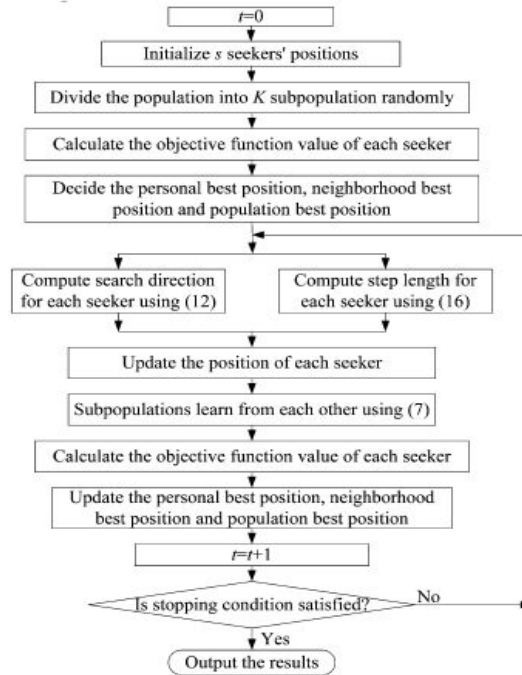 t=0
Initialize s seekers' positions
Divide the population into K subpopulation randomly
Calculate the objective function value of each seeker
Decide the personal best position, neighborhood best
position and population best position
Compute search direction
for each seeker using (12)
Compute step length for
each seeker using (16)
Update the position of each seeker
Subpopulations learn from each other using (7)
Calculate the objective function value of each seeker
Update the personal best position, neighborhood
best position and population best position
t=t+1
Is stopping condition satisfied?
No
Yes
Output the results